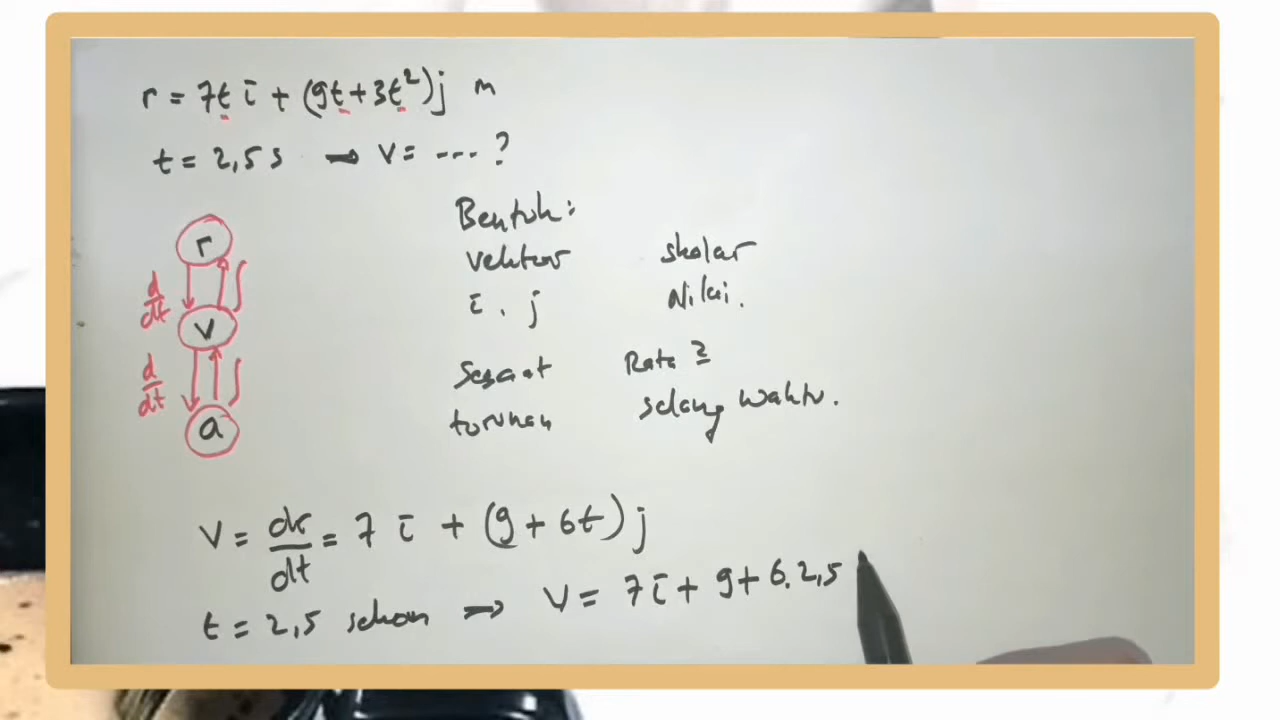 r = 7t i + (9t + 3t²) j m
t = 2,5 s → v = .... ?
Bentuk:
vektor skalar
i , j Nilai.
Sesaat Rata 2
turunan selang waktu.
r
d/dt ∫
v
d/dt ∫
a
v = dr/dt = 7 i + (9 + 6t) j
t = 2,5 sekon → v = 7 i + 9 + 6.2,5